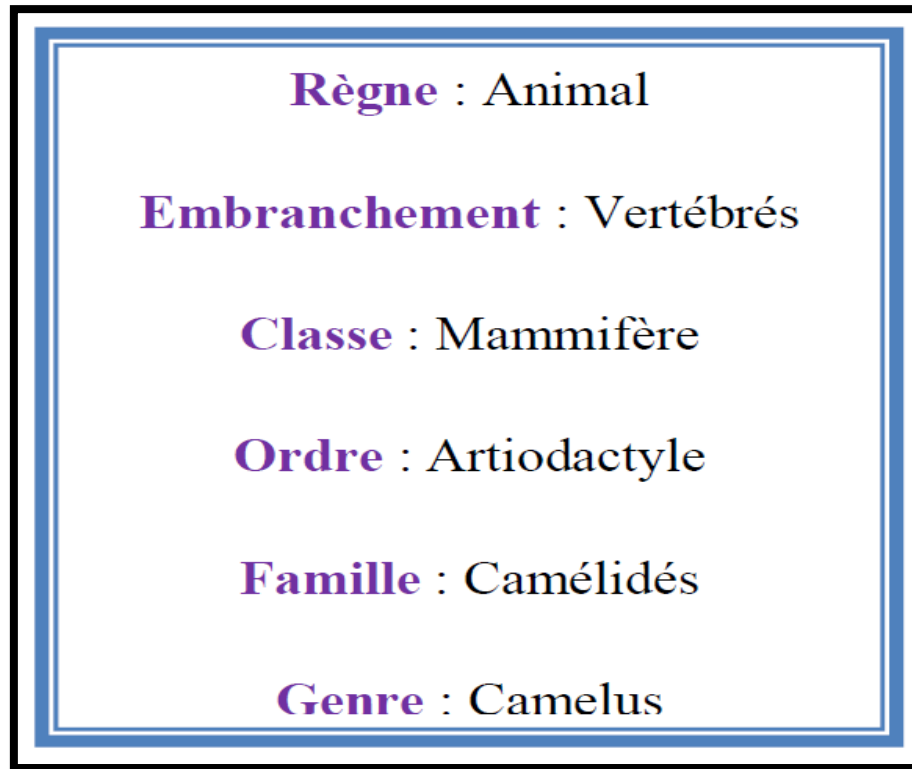 Règne : Animal
Embranchement : Vertébrés
Classe : Mammifère
Ordre : Artiodactyle
Famille : Camélidés
Genre : Camelus